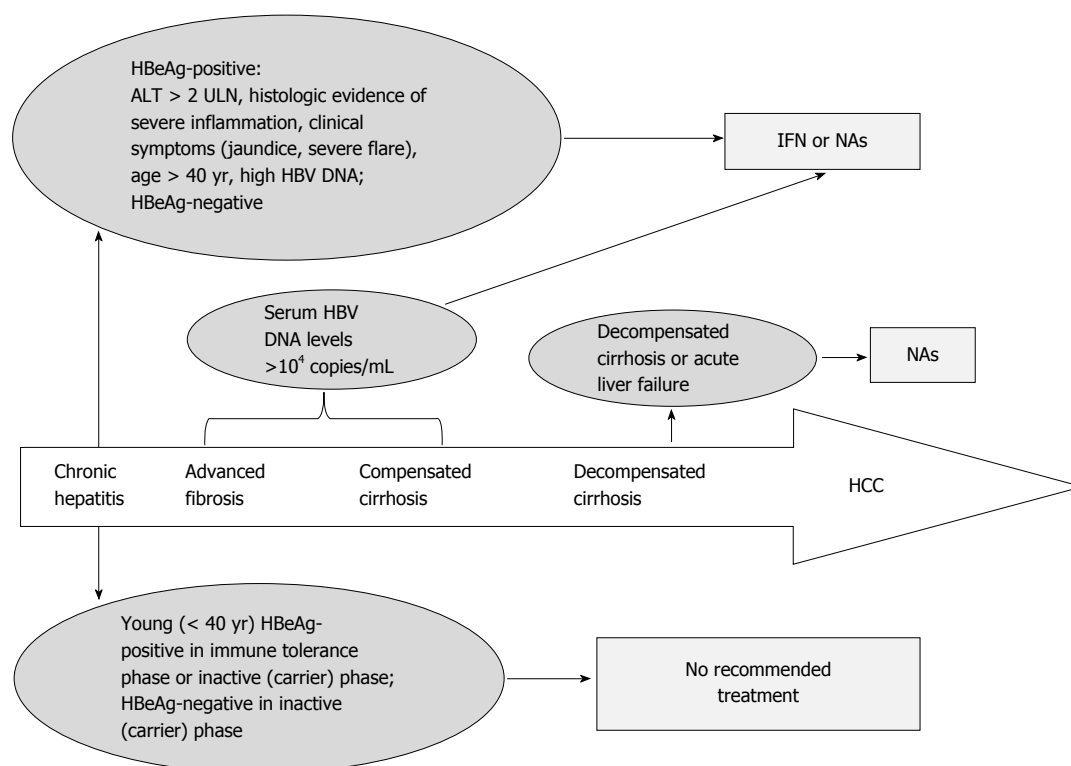 HBeAg-positive:
ALT > 2 ULN, histologic evidence of
severe inflammation, clinical
symptoms (jaundice, severe flare),
age > 40 yr, high HBV DNA;
HBeAg-negative
IFN or NAs
Serum HBV
DNA levels
>10⁴ copies/mL
Decompensated
cirrhosis or acute
liver failure
NAs
Chronic
hepatitis
Advanced
fibrosis
Compensated
cirrhosis
Decompensated
cirrhosis
HCC
Young (< 40 yr) HBeAg-
positive in immune tolerance
phase or inactive (carrier) phase;
HBeAg-negative in inactive
(carrier) phase
No recommended
treatment